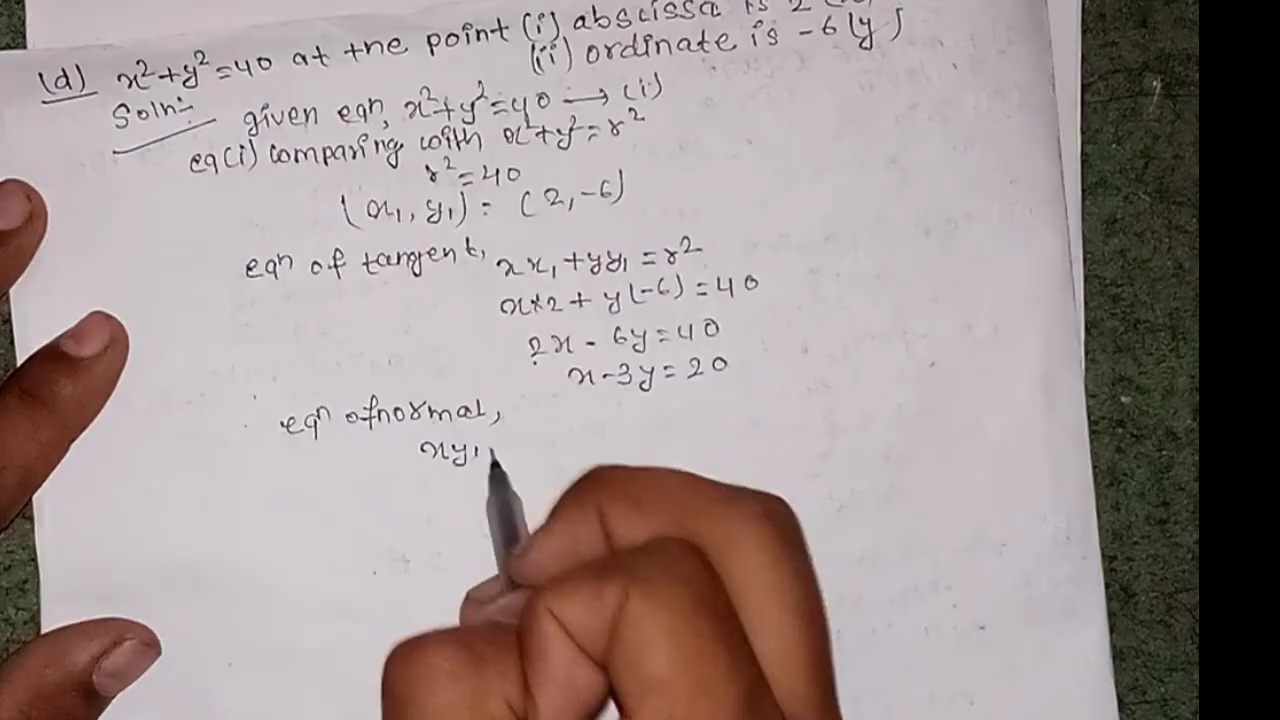 (d) x²+y²=40 at the point (i) abscissa is 2
(ii) ordinate is -6(y)
Soln:-
given eqn, x²+y²=40 → (i)
eq(i) comparing with x²+y²=r²
r²=40
(x₁, y₁) = (2, -6)
eqⁿ of tangent, xx₁ + yy₁ = r²
x*2 + y(-6) = 40
2x - 6y = 40
x - 3y = 20
eqⁿ of normal,
xy₁